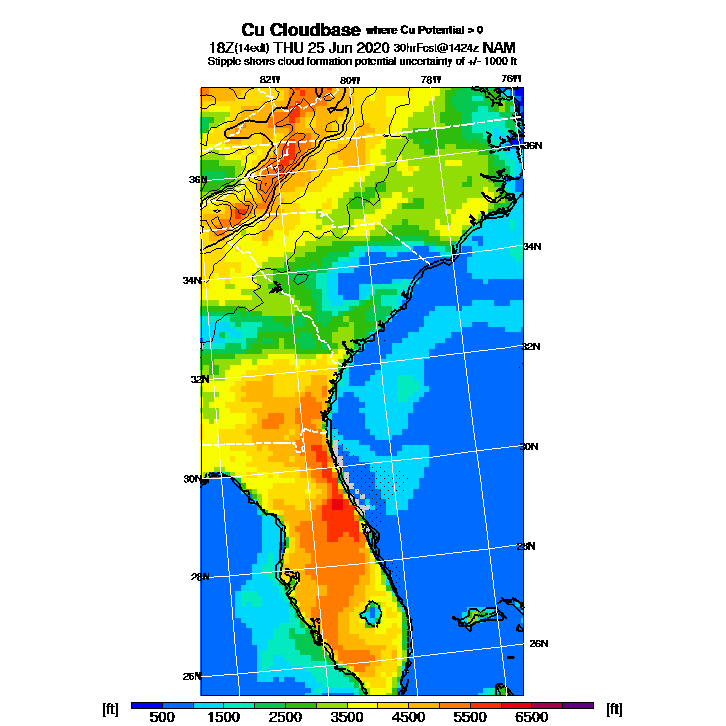 Cu Cloudbase where Cu Potential > 0
18Z(14edt) THU 25 Jun 2020 30hrFcst@1424z NAM
Stipple shows cloud formation potential uncertainty of +/- 1000 ft
82W 80W 78W 76W
36N
36N
34N
34N
32N
32N
30N
30N
28N
28N
26N
26N
[ft] 500 1500 2500 3500 4500 5500 6500 [ft]